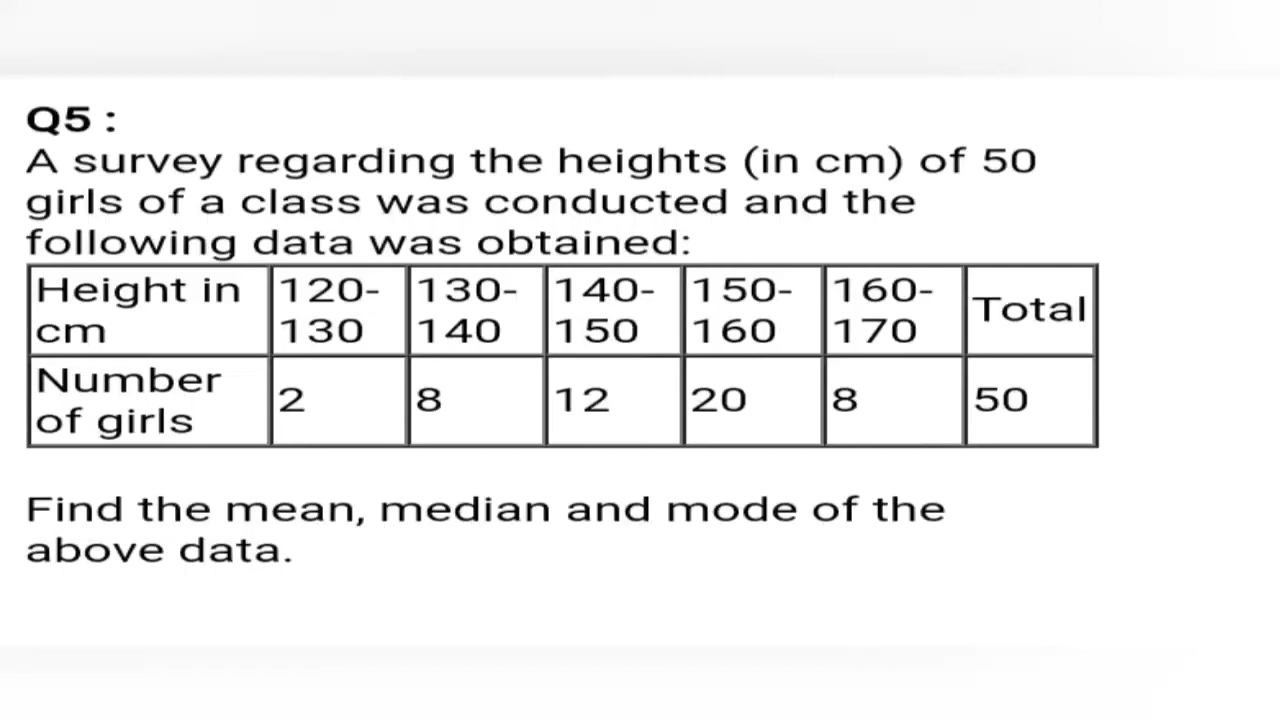 Q5 :
A survey regarding the heights (in cm) of 50
girls of a class was conducted and the
following data was obtained:
Height in cm 120-130 130-140 140-150 150-160 160-170 Total
Number of girls 2 8 12 20 8 50
Find the mean, median and mode of the
above data.